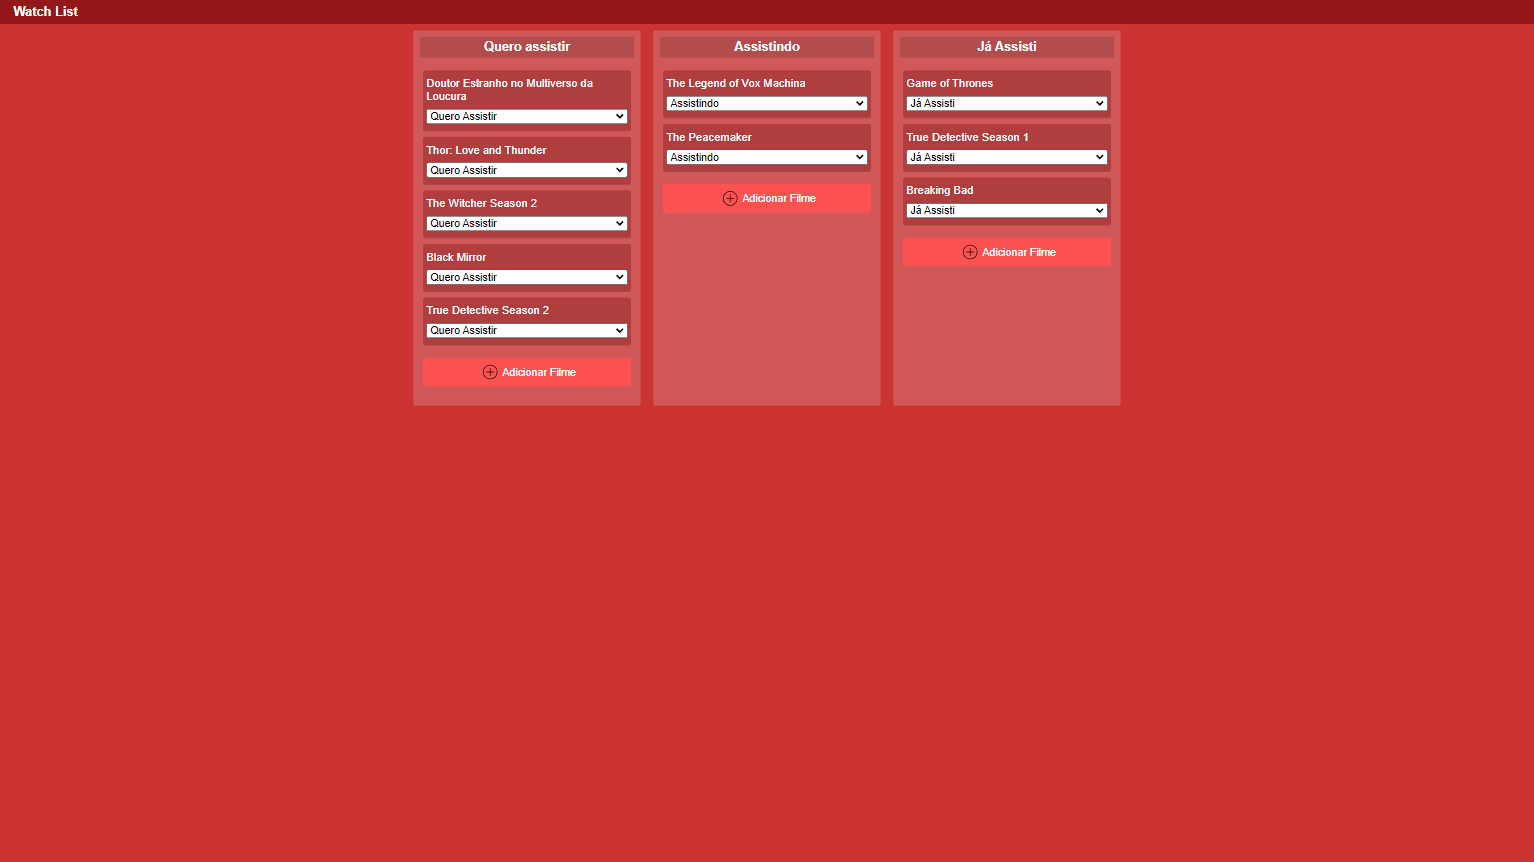 Watch List
Quero assistir
Doutor Estranho no Multiverso da
Loucura
Quero Assistir
Thor: Love and Thunder
Quero Assistir
The Witcher Season 2
Quero Assistir
Black Mirror
Quero Assistir
True Detective Season 2
Quero Assistir
Adicionar Filme
Assistindo
The Legend of Vox Machina
Assistindo
The Peacemaker
Assistindo
Adicionar Filme
Já Assisti
Game of Thrones
Já Assisti
True Detective Season 1
Já Assisti
Breaking Bad
Já Assisti
Adicionar Filme